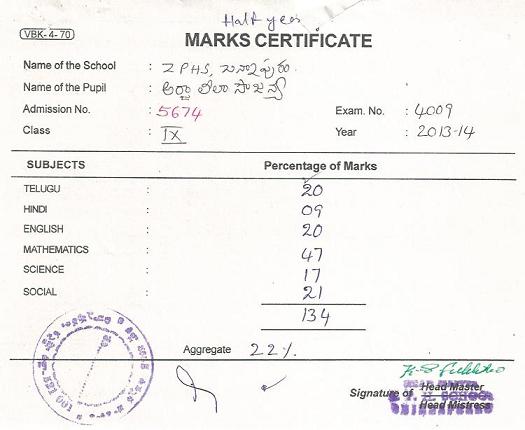 Half year
VBK-4-70
MARKS CERTIFICATE
Name of the School : ZPHS,
Name of the Pupil :
Admission No. : 5674 Exam. No. : 4009
Class : IX Year : 2013-14
SUBJECTS Percentage of Marks
TELUGU : 20
HINDI : 09
ENGLISH : 20
MATHEMATICS : 47
SCIENCE : 17
SOCIAL : 21
134
Aggregate 22%
Signature of Head Master
Head Mistress